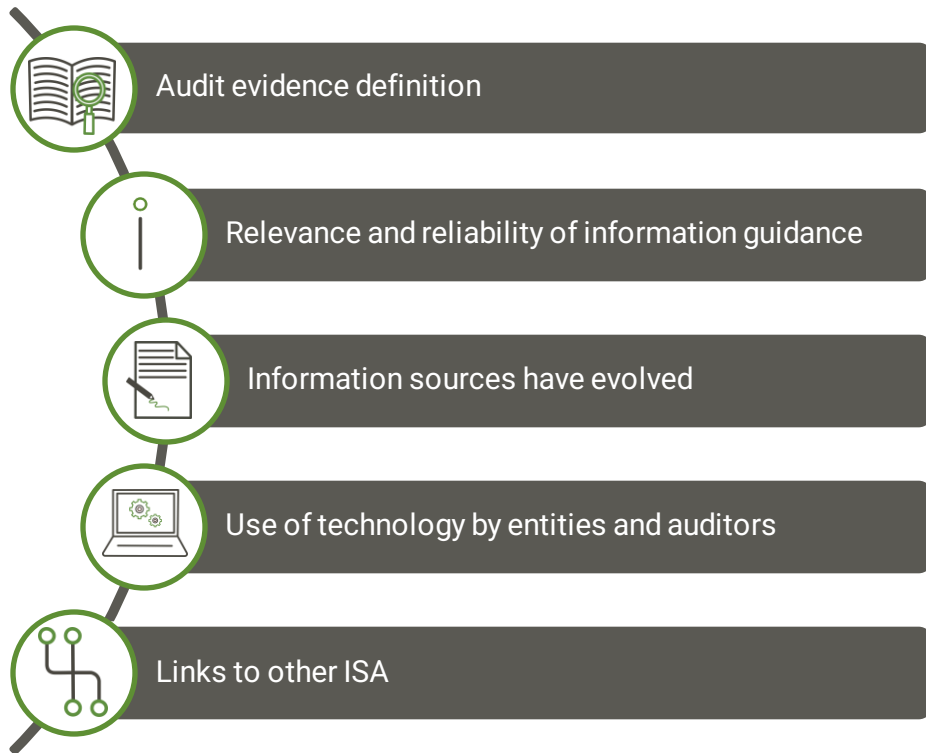 Audit evidence definition
Relevance and reliability of information guidance
Information sources have evolved
Use of technology by entities and auditors
Links to other ISA